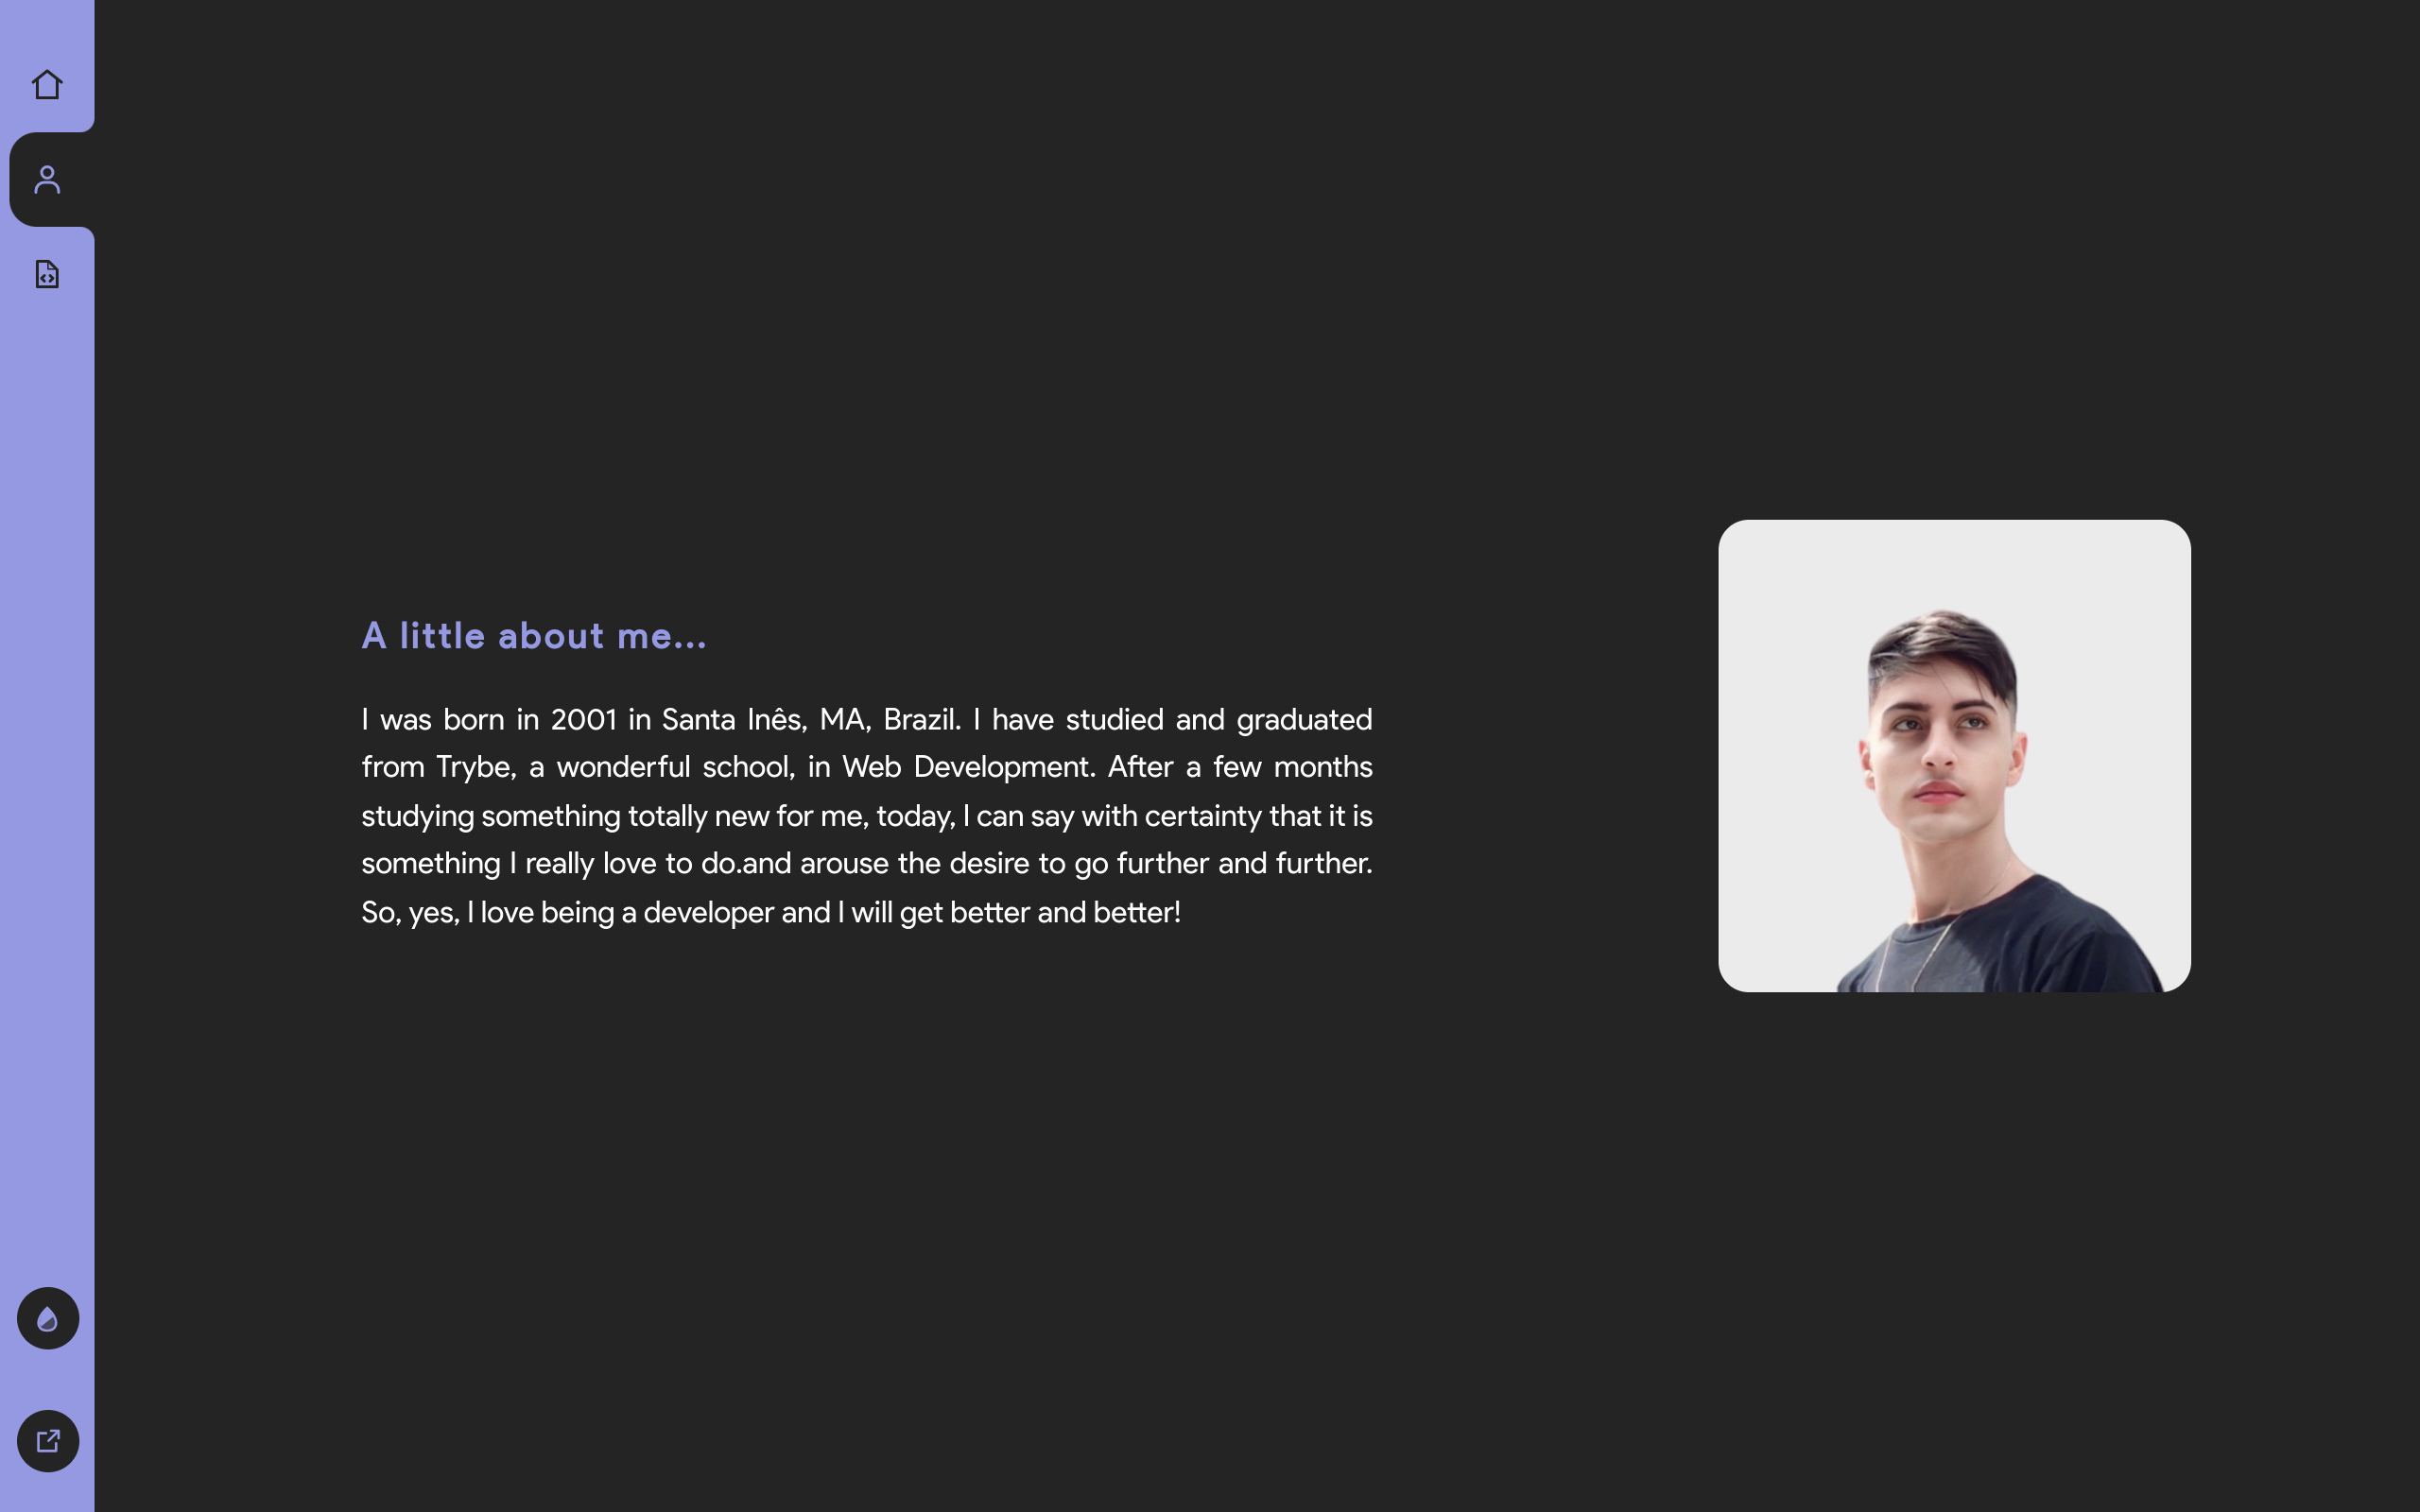 A little about me...
I was born in 2001 in Santa Inês, MA, Brazil. I have studied and graduated
from Trybe, a wonderful school, in Web Development. After a few months
studying something totally new for me, today, I can say with certainty that it is
something I really love to do.and arouse the desire to go further and further.
So, yes, I love being a developer and I will get better and better!